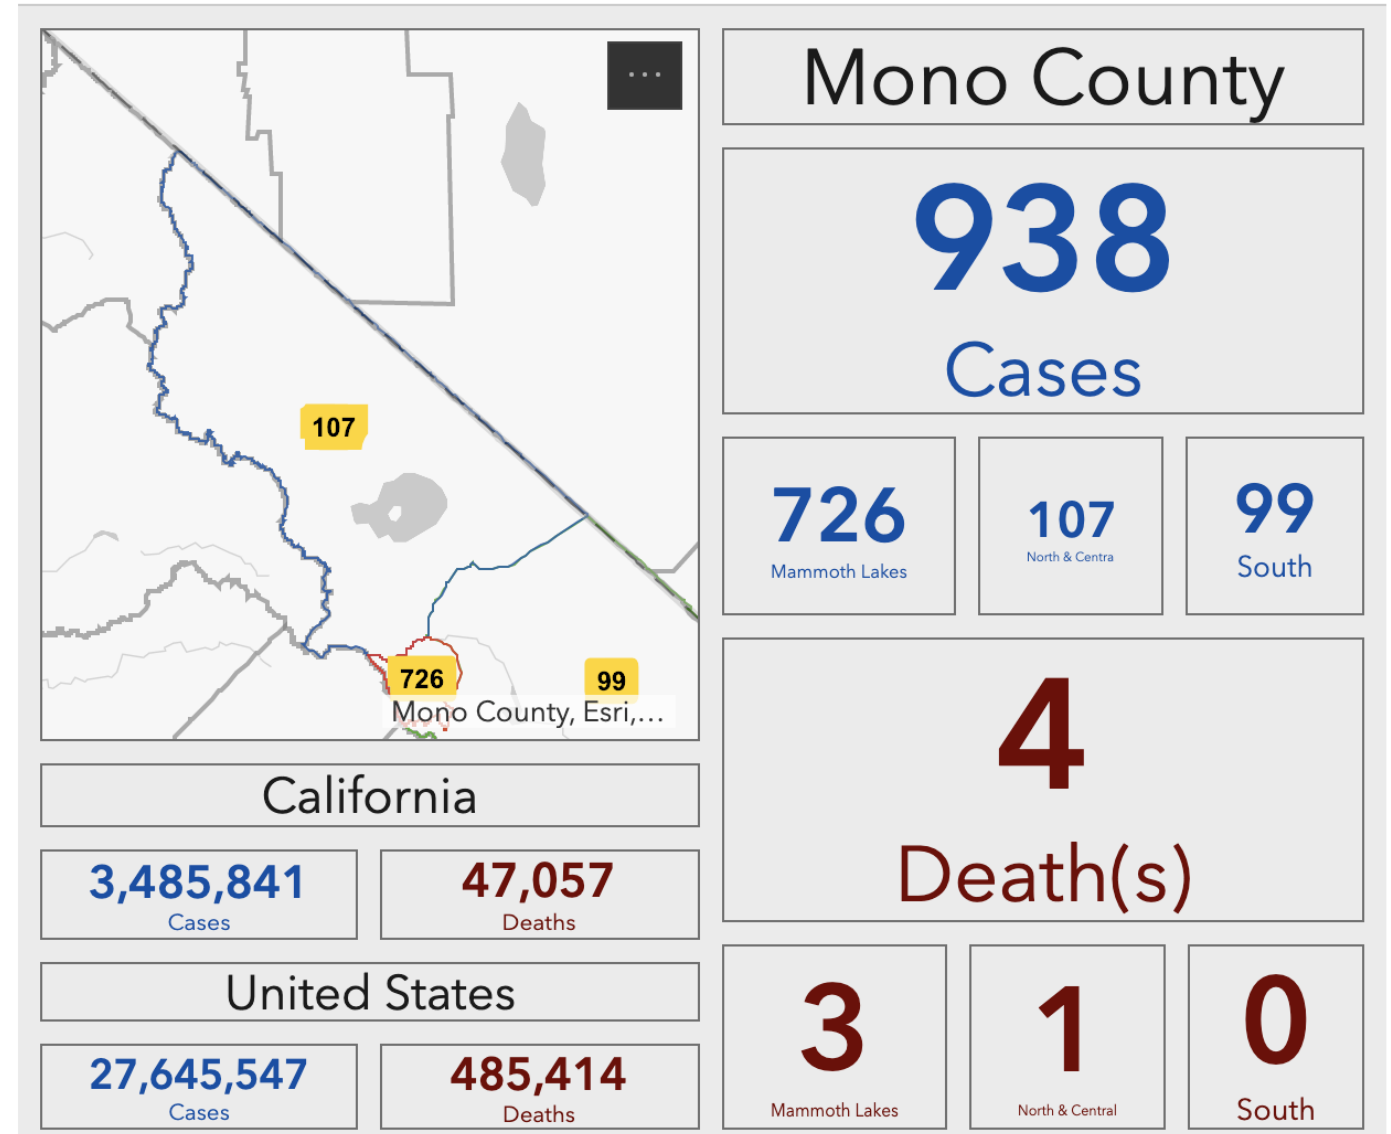 ...
107
726
99
Mono County, Esri,...
California
3,485,841
Cases
47,057
Deaths
United States
27,645,547
Cases
485,414
Deaths
Mono County
938
Cases
726
Mammoth Lakes
107
North & Centra
99
South
4
Death(s)
3
Mammoth Lakes
1
North & Central
0
South